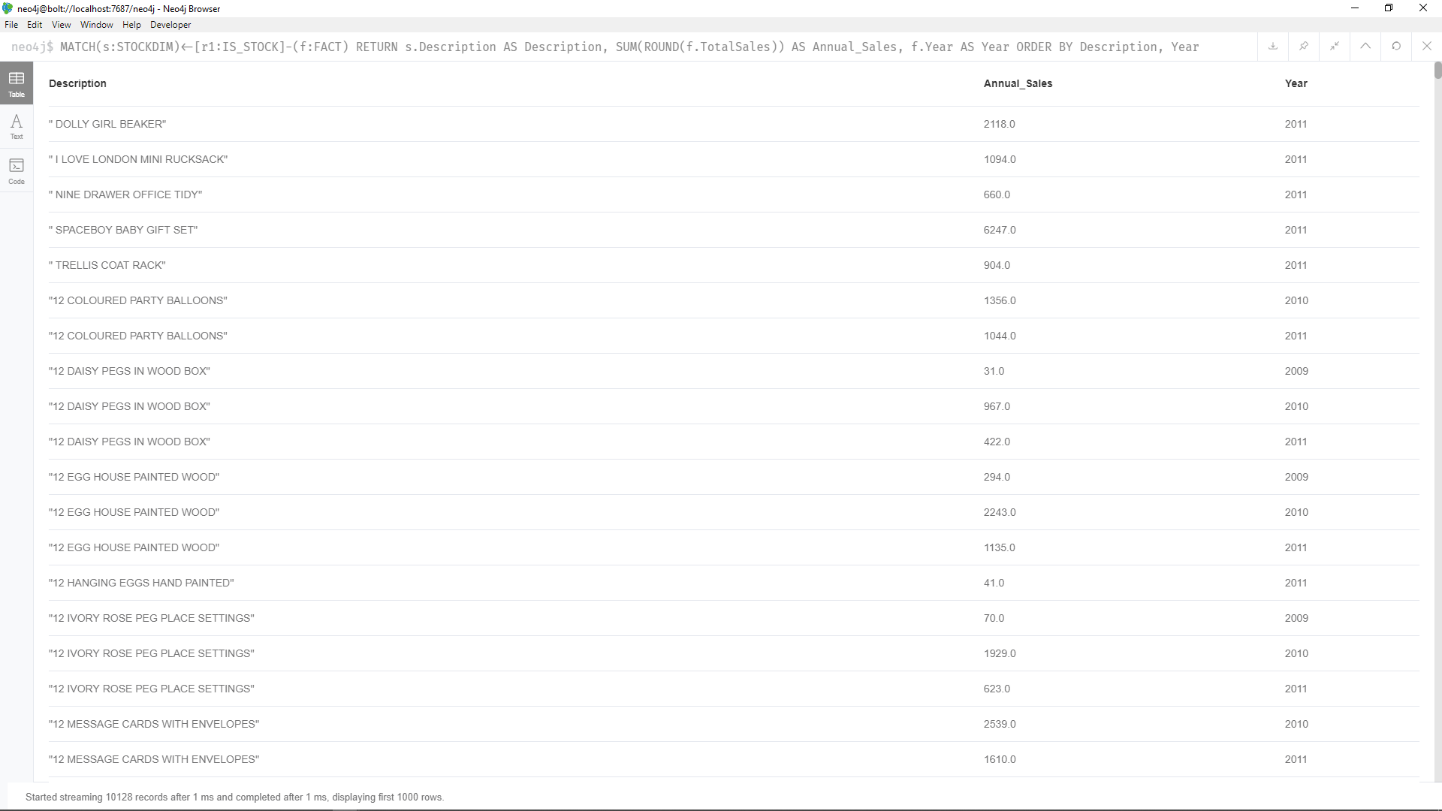 neo4j@bolt://localhost:7687/neo4j - Neo4j Browser
File Edit View Window Help Developer
neo4j$ MATCH(s:STOCKDIM)<-[r1:IS_STOCK]-(f:FACT) RETURN s.Description AS Description, SUM(ROUND(f.TotalSales)) AS Annual_Sales, f.Year AS Year ORDER BY Description, Year
Table
Text
Code
Description Annual_Sales Year
" DOLLY GIRL BEAKER" 2118.0 2011
" I LOVE LONDON MINI RUCKSACK" 1094.0 2011
" NINE DRAWER OFFICE TIDY" 660.0 2011
" SPACEBOY BABY GIFT SET" 6247.0 2011
" TRELLIS COAT RACK" 904.0 2011
"12 COLOURED PARTY BALLOONS" 1356.0 2010
"12 COLOURED PARTY BALLOONS" 1044.0 2011
"12 DAISY PEGS IN WOOD BOX" 31.0 2009
"12 DAISY PEGS IN WOOD BOX" 967.0 2010
"12 DAISY PEGS IN WOOD BOX" 422.0 2011
"12 EGG HOUSE PAINTED WOOD" 294.0 2009
"12 EGG HOUSE PAINTED WOOD" 2243.0 2010
"12 EGG HOUSE PAINTED WOOD" 1135.0 2011
"12 HANGING EGGS HAND PAINTED" 41.0 2011
"12 IVORY ROSE PEG PLACE SETTINGS" 70.0 2009
"12 IVORY ROSE PEG PLACE SETTINGS" 1929.0 2010
"12 IVORY ROSE PEG PLACE SETTINGS" 623.0 2011
"12 MESSAGE CARDS WITH ENVELOPES" 2539.0 2010
"12 MESSAGE CARDS WITH ENVELOPES" 1610.0 2011
Started streaming 10128 records after 1 ms and completed after 1 ms, displaying first 1000 rows.